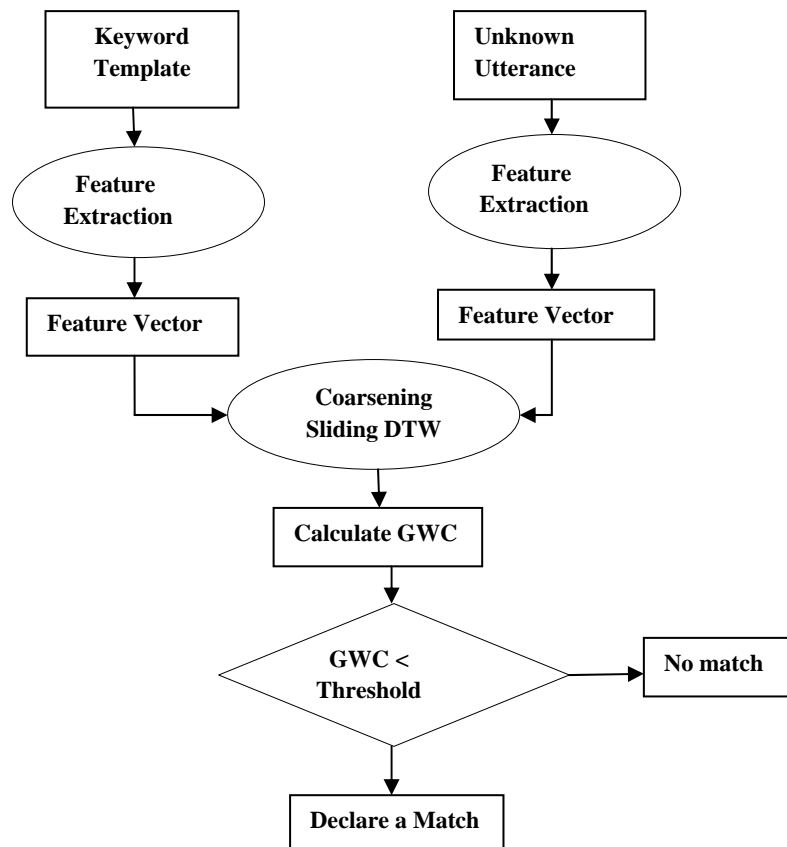 Keyword
Template
Unknown
Utterance
Feature
Extraction
Feature
Extraction
Feature Vector
Feature Vector
Coarsening
Sliding DTW
Calculate GWC
GWC <
Threshold
No match
Declare a Match